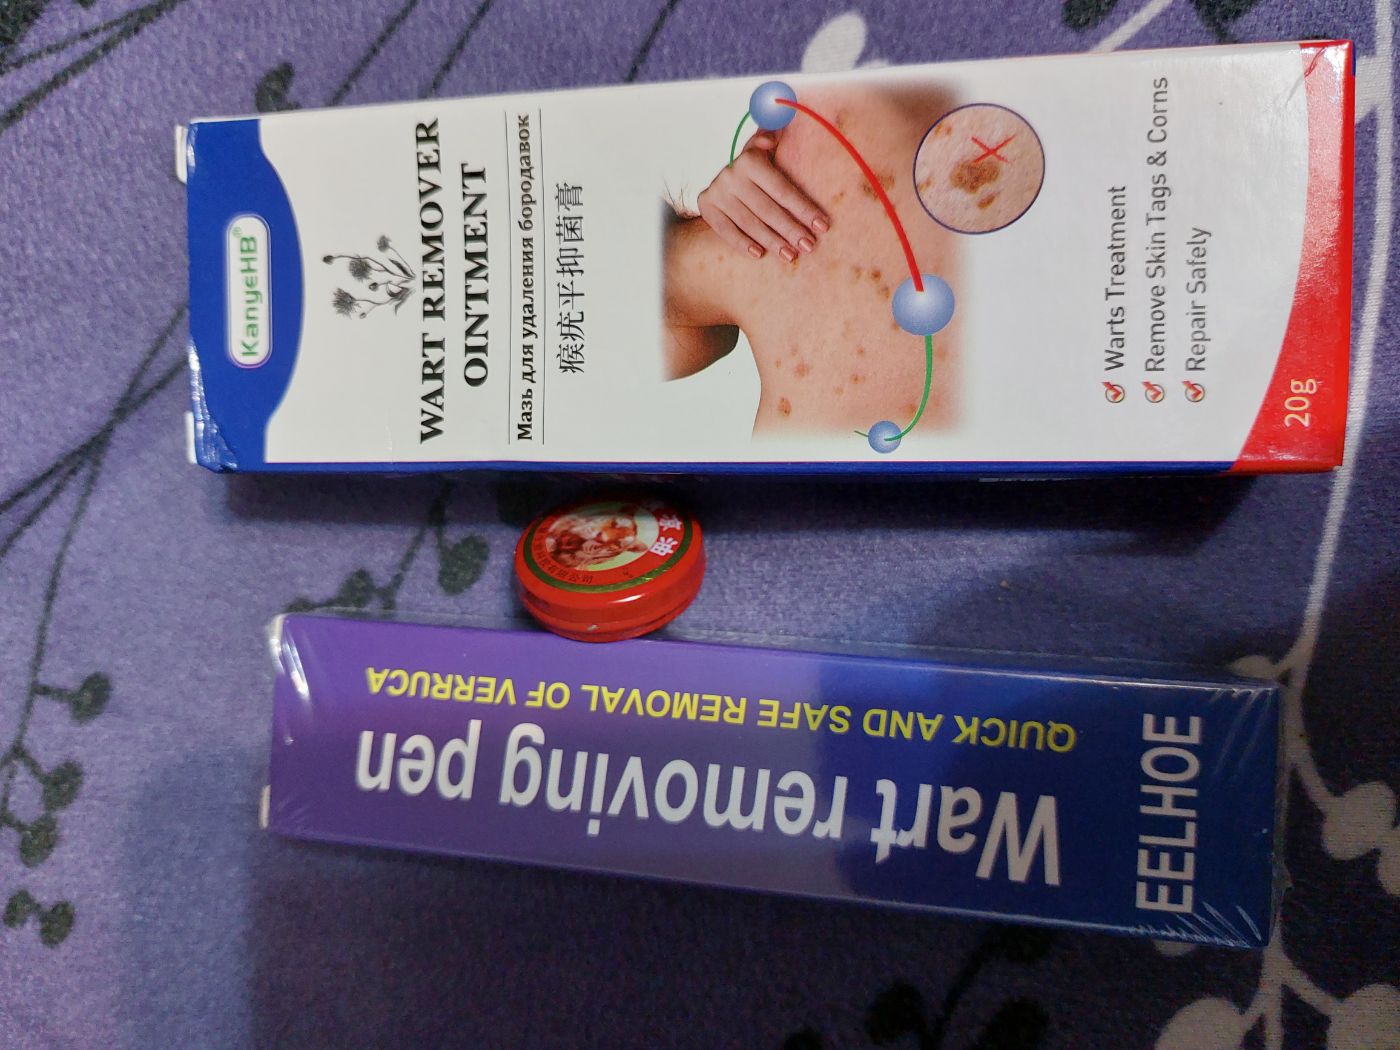 KanyeHB®
WART REMOVER
OINTMENT
Мазь для удаления бородавок
瘊疣平抑菌膏
Warts Treatment
Remove Skin Tags & Corns
Repair Safely
20g
EELHOE
Wart removing pen
QUICK AND SAFE REMOVAL OF VERRUCA